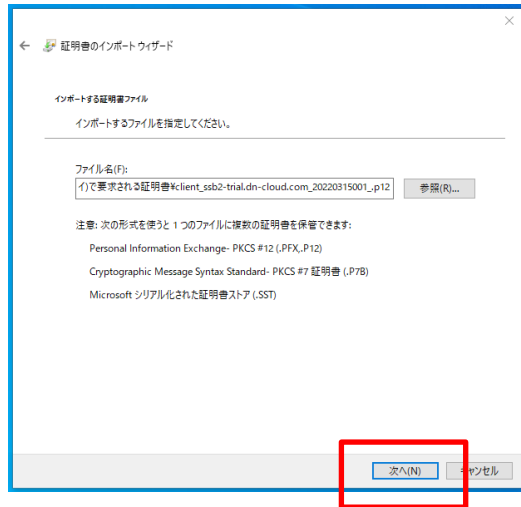 証明書のインポート ウィザード
インポートする証明書ファイル
インポートするファイルを指定してください。
ファイル名(F):
イ)で要求される証明書¥client_ssb2-trial.dn-cloud.com_20220315001_.p12
参照(R)...
注意: 次の形式を使うと 1 つのファイルに複数の証明書を保管できます:
Personal Information Exchange- PKCS #12 (.PFX,.P12)
Cryptographic Message Syntax Standard- PKCS #7 証明書 (.P7B)
Microsoft シリアル化された証明書ストア (.SST)
次へ(N)
キャンセル